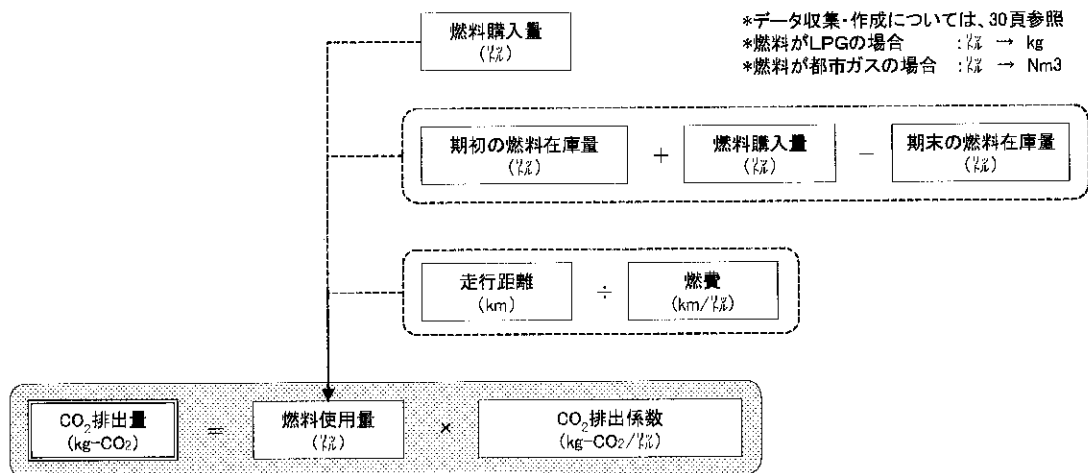 燃料購入量
(㍑)
*データ収集・作成については、30頁参照
*燃料がLPGの場合 :㍑ → kg
*燃料が都市ガスの場合 :㍑ → Nm3
期初の燃料在庫量
(㍑)
+
燃料購入量
(㍑)
−
期末の燃料在庫量
(㍑)
走行距離
(km)
÷
燃費
(km/㍑)
CO₂排出量
(kg-CO₂)
=
燃料使用量
(㍑)
×
CO₂排出係数
(kg-CO₂/㍑)